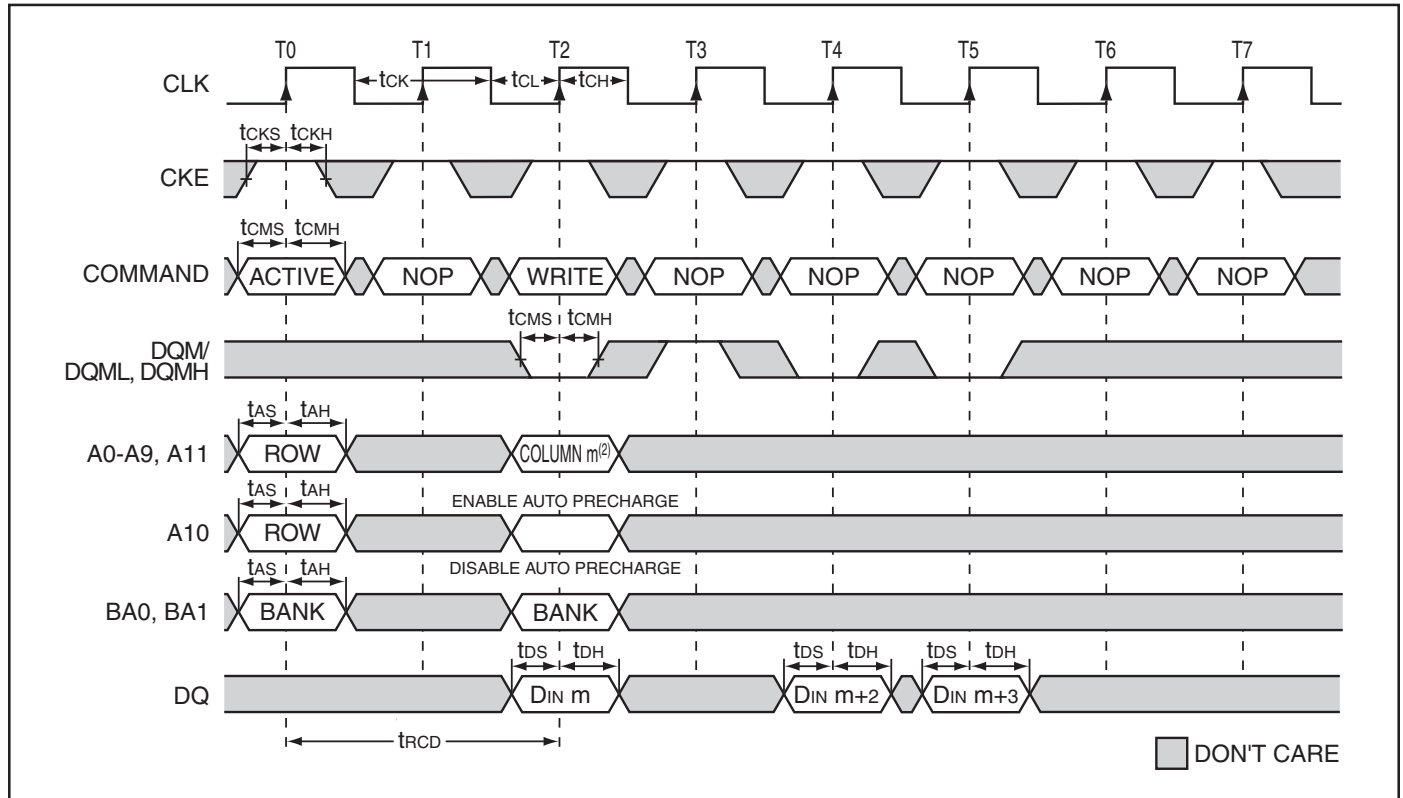 T0 T1 T2 T3 T4 T5 T6 T7
CLK
tCK tCL tCH
tCKS tCKH
CKE
tCMS tCMH
COMMAND ACTIVE NOP WRITE NOP NOP NOP NOP NOP
tCMS tCMH
DQM/
DQML, DQMH
tAS tAH
A0-A9, A11 ROW COLUMN m(2)
tAS tAH ENABLE AUTO PRECHARGE
A10 ROW
tAS tAH DISABLE AUTO PRECHARGE
BA0, BA1 BANK BANK
tDS tDH tDS tDH tDS tDH
DQ DIN m DIN m+2 DIN m+3
tRCD
DON'T CARE